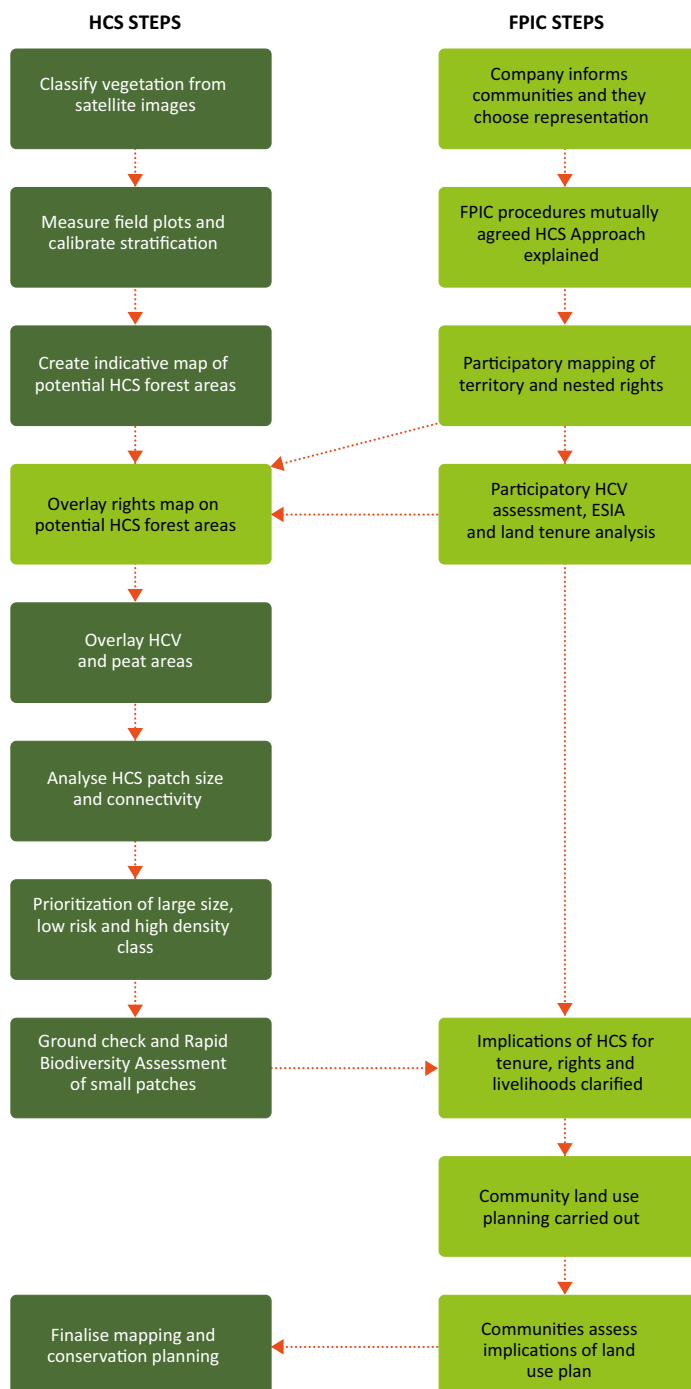 HCS STEPS
Classify vegetation from
satellite images
Measure field plots and
calibrate stratification
Create indicative map of
potential HCS forest areas
Overlay rights map on
potential HCS forest areas
Overlay HCV
and peat areas
Analyse HCS patch size
and connectivity
Prioritization of large size,
low risk and high density
class
Ground check and Rapid
Biodiversity Assessment
of small patches
Finalise mapping and
conservation planning
FPIC STEPS
Company informs
communities and they
choose representation
FPIC procedures mutually
agreed HCS Approach
explained
Participatory mapping of
territory and nested rights
Participatory HCV
assessment, ESIA
and land tenure analysis
Implications of HCS for
tenure, rights and
livelihoods clarified
Community land use
planning carried out
Communities assess
implications of land
use plan